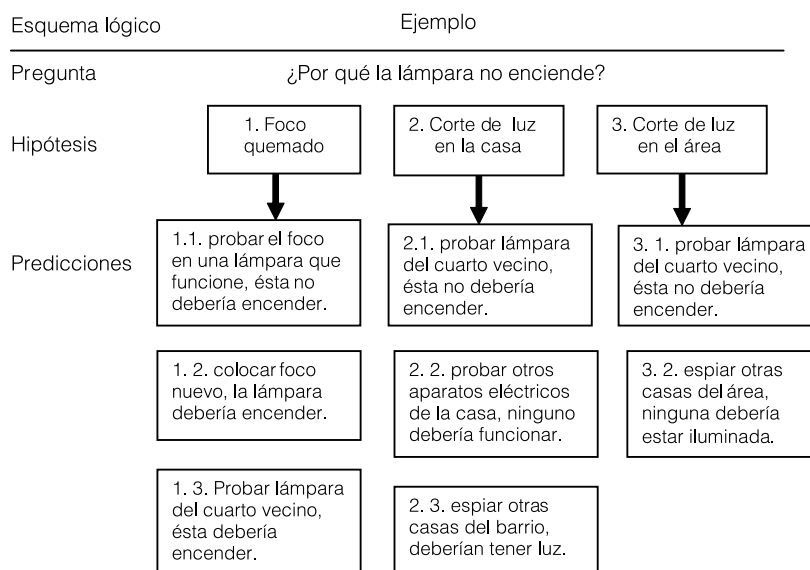 Esquema lógico
Ejemplo
Pregunta
¿Por qué la lámpara no enciende?
Hipótesis
1. Foco
quemado
2. Corte de luz
en la casa
3. Corte de luz
en el área
Predicciones
1.1. probar el foco
en una lámpara que
funcione, ésta no
debería encender.
2.1. probar lámpara
del cuarto vecino,
ésta no debería
encender.
3. 1. probar lámpara
del cuarto vecino,
ésta no debería
encender.
1. 2. colocar foco
nuevo, la lámpara
debería encender.
2. 2. probar otros
aparatos eléctricos
de la casa, ninguno
debería funcionar.
3. 2. espiar otras
casas del área,
ninguna debería
estar iluminada.
1. 3. Probar lámpara
del cuarto vecino,
ésta debería
encender.
2. 3. espiar otras
casas del barrio,
deberían tener luz.